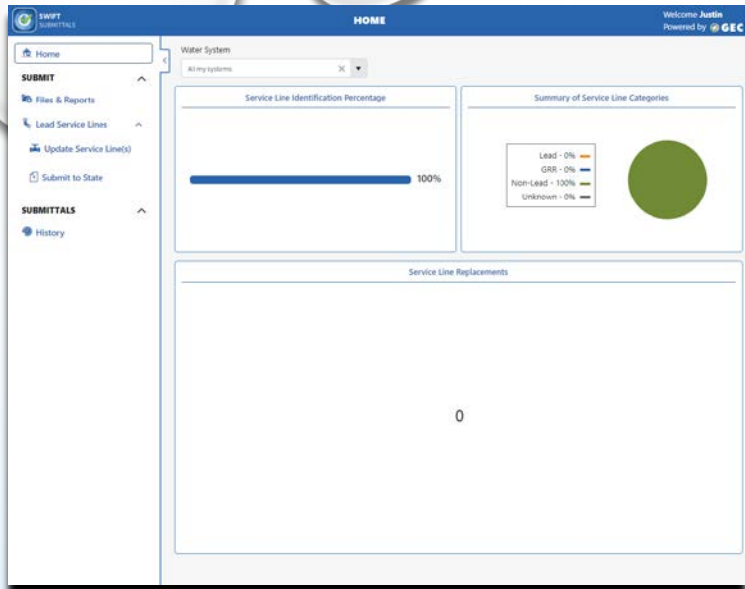 SWIFT
SUBMITTALS
HOME
Welcome Justin
Powered by GEC
Home
SUBMIT
Files & Reports
Lead Service Lines
Update Service Line(s)
Submit to State
SUBMITTALS
History
Water System
All my systems
Service Line Identification Percentage
100%
Summary of Service Line Categories
Lead - 0%
GRR - 0%
Non-Lead - 100%
Unknown - 0%
Service Line Replacements
0